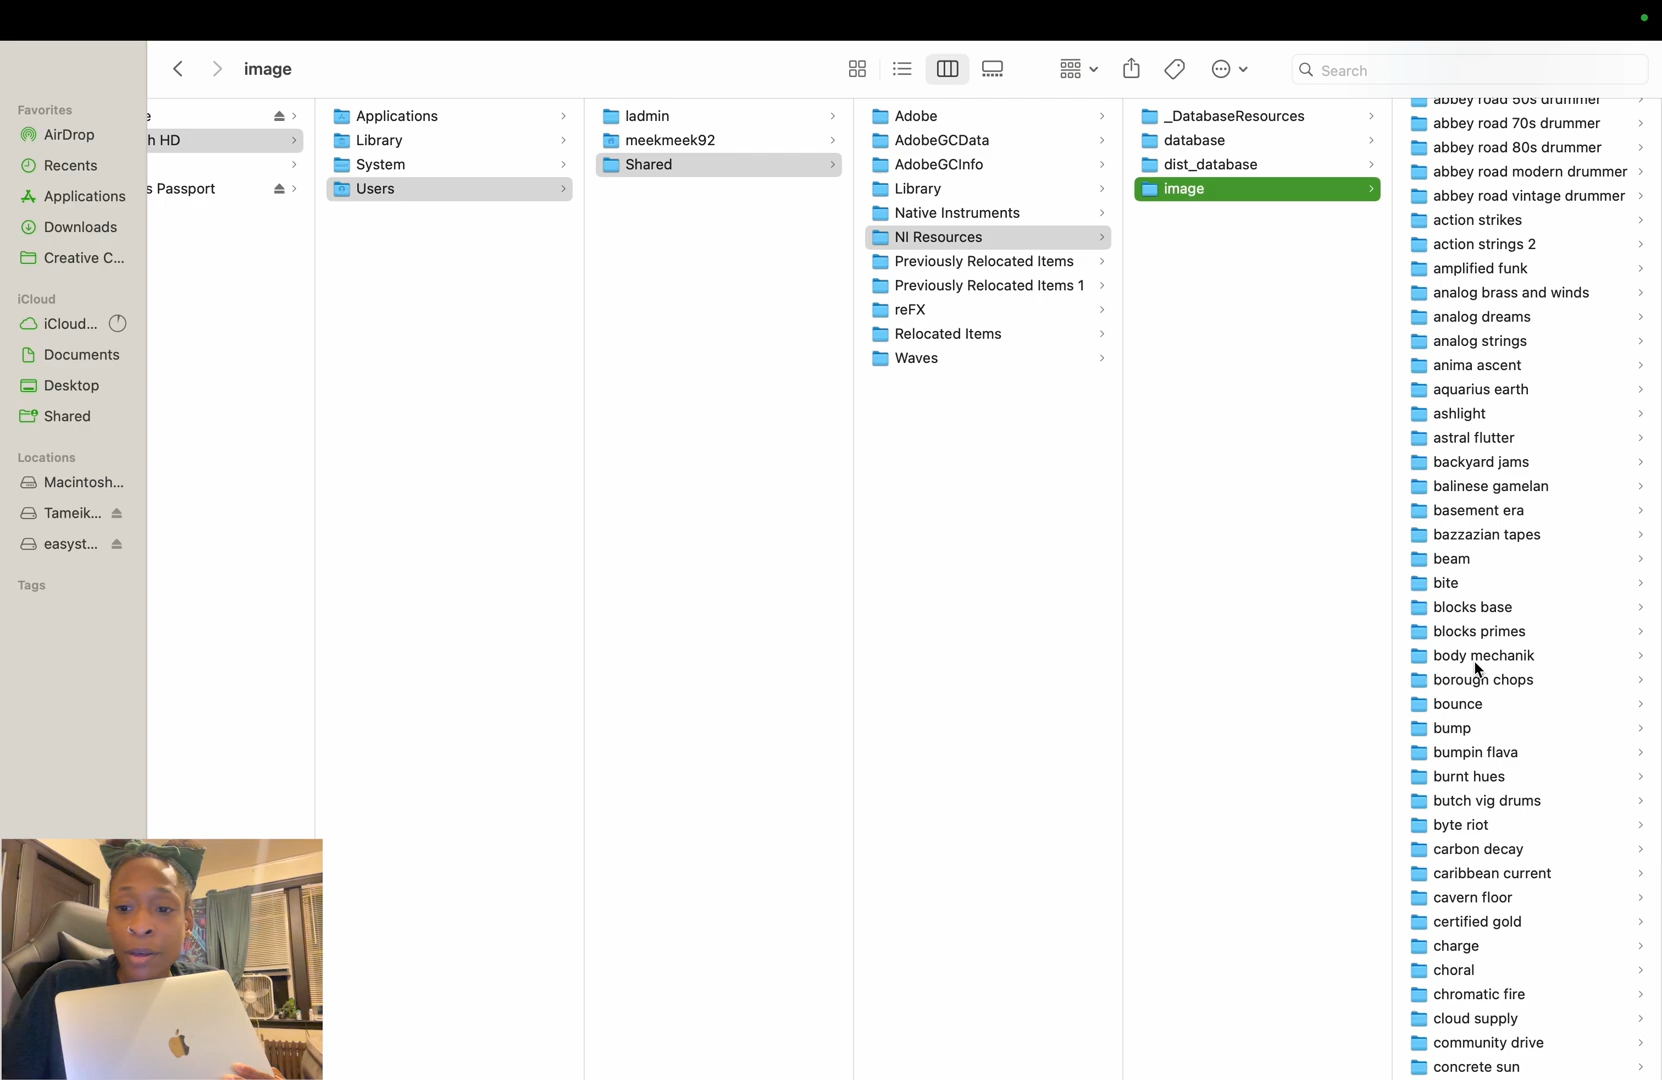 image
Search
Favorites
AirDrop
Recents
Applications
Downloads
Creative C...
iCloud
iCloud...
Documents
Desktop
Shared
Locations
Macintosh...
Tameik...
easyst...
Tags
e
h HD
s Passport
Applications
Library
System
Users
ladmin
meekmeek92
Shared
Adobe
AdobeGCData
AdobeGCInfo
Library
Native Instruments
NI Resources
Previously Relocated Items
Previously Relocated Items 1
reFX
Relocated Items
Waves
_DatabaseResources
database
dist_database
image
abbey road 50s drummer
abbey road 70s drummer
abbey road 80s drummer
abbey road modern drummer
abbey road vintage drummer
action strikes
action strings 2
amplified funk
analog brass and winds
analog dreams
analog strings
anima ascent
aquarius earth
ashlight
astral flutter
backyard jams
balinese gamelan
basement era
bazzazian tapes
beam
bite
blocks base
blocks primes
body mechanik
borough chops
bounce
bump
bumpin flava
burnt hues
butch vig drums
byte riot
carbon decay
caribbean current
cavern floor
certified gold
charge
choral
chromatic fire
cloud supply
community drive
concrete sun